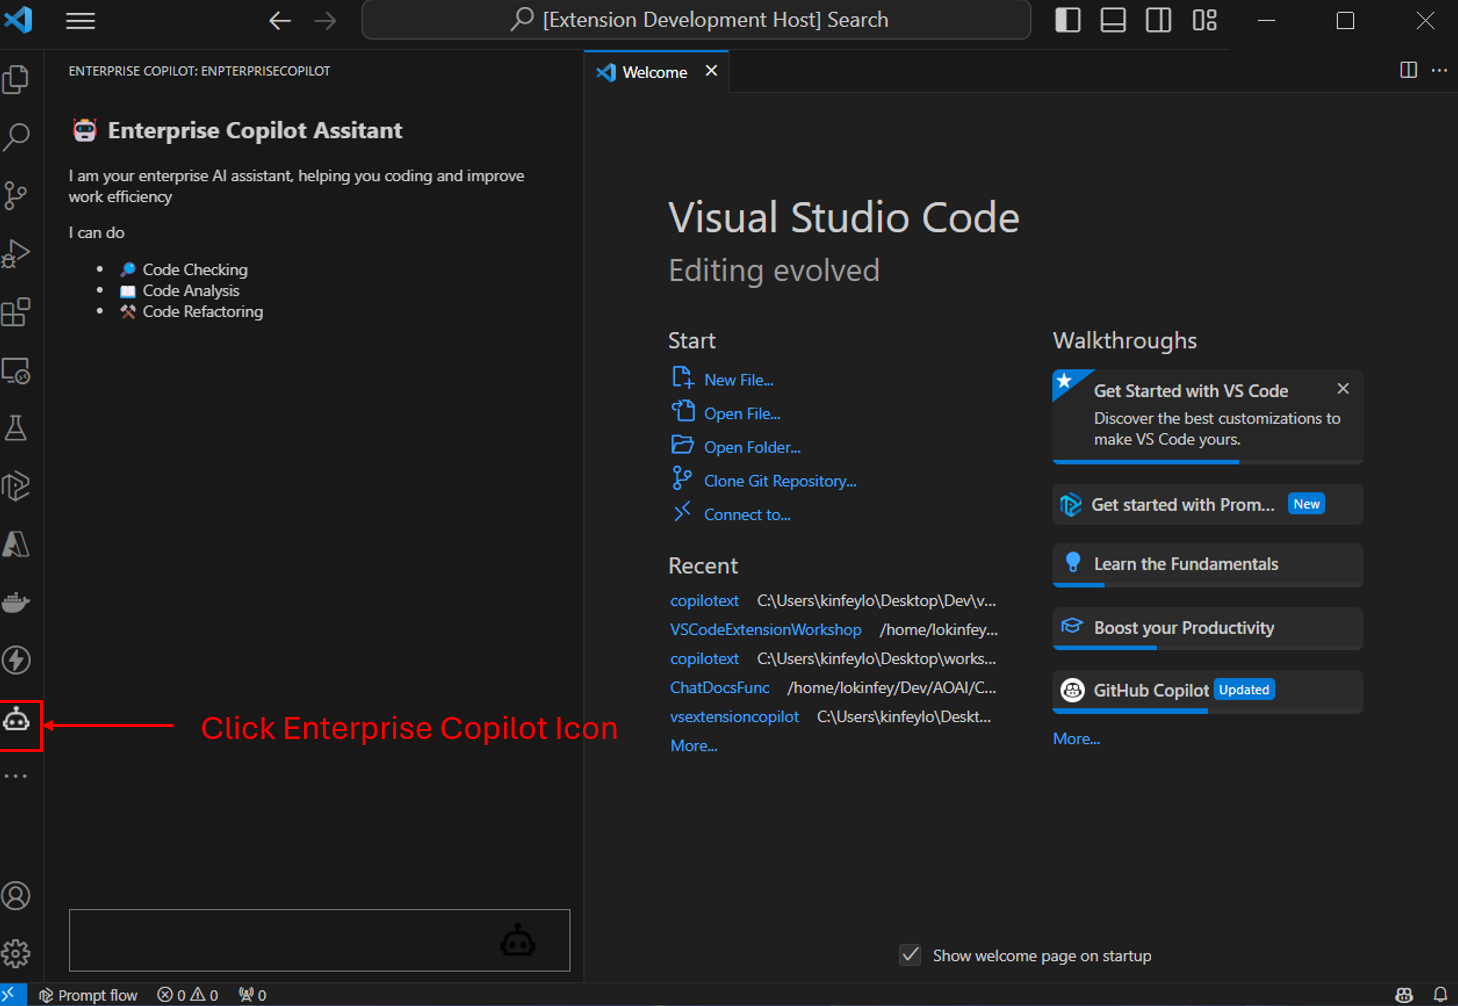 [Extension Development Host] Search
ENTERPRISE COPILOT: ENPTERPRISECOPILOT
Enterprise Copilot Assitant
I am your enterprise AI assistant, helping you coding and improve
work efficiency
I can do
Code Checking
Code Analysis
Code Refactoring
Click Enterprise Copilot Icon
Welcome
Visual Studio Code
Editing evolved
Start
New File...
Open File...
Open Folder...
Clone Git Repository...
Connect to...
Recent
copilotext C:\Users\kinfeylo\Desktop\Dev\v...
VSCodeExtensionWorkshop /home/lokinfey...
copilotext C:\Users\kinfeylo\Desktop\works...
ChatDocsFunc /home/lokinfey/Dev/AOAI/C...
vsextensioncopilot C:\Users\kinfeylo\Deskt...
More...
Walkthroughs
Get Started with VS Code
Discover the best customizations to
make VS Code yours.
Get started with Prom... New
Learn the Fundamentals
Boost your Productivity
GitHub Copilot Updated
More...
Show welcome page on startup
Prompt flow 0 0 0